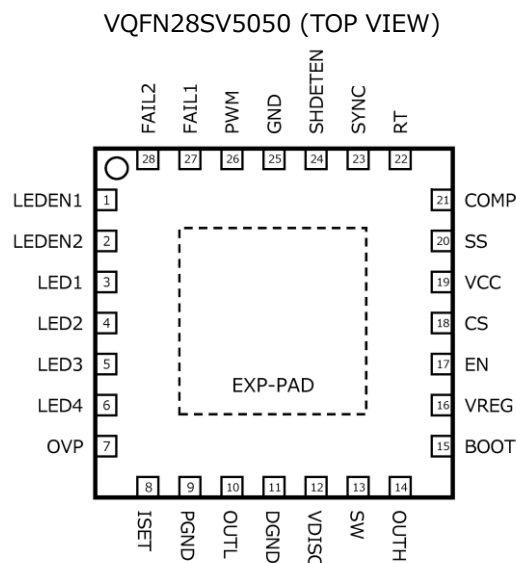 VQFN28SV5050 (TOP VIEW)
FAIL2
FAIL1
PWM
GND
SHDETEN
SYNC
RT
28
27
26
25
24
23
22
LEDEN1 1
LEDEN2 2
LED1 3
LED2 4
LED3 5
LED4 6
OVP 7
21 COMP
20 SS
19 VCC
18 CS
17 EN
16 VREG
15 BOOT
EXP-PAD
8
9
10
11
12
13
14
ISET
PGND
OUTL
DGND
VDISC
SW
OUTH